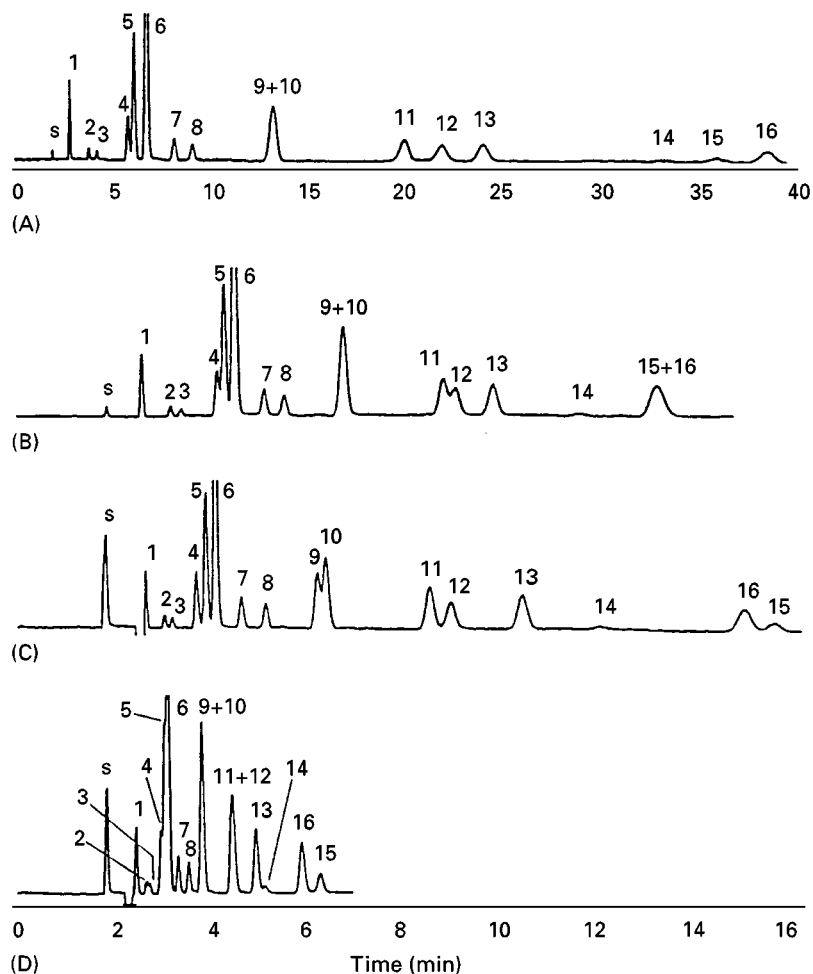 5 6
1
9+10
s 4
2 3 7 8 11 12 13 14 15 16
0 5 10 15 20 25 30 35 40
(A)
5 6
9+10
1
4
s 2 3 7 8 11 12 13 14 15+16
(B)
5 6
s
1 4 9 10
2 3 7 8 11 12 13 14 16 15
(C)
5 6 9+10
s 4 11+12 14
3 1 7 13 16
2 8 15
0 2 4 6 8 10 12 14 16
(D) Time (min)